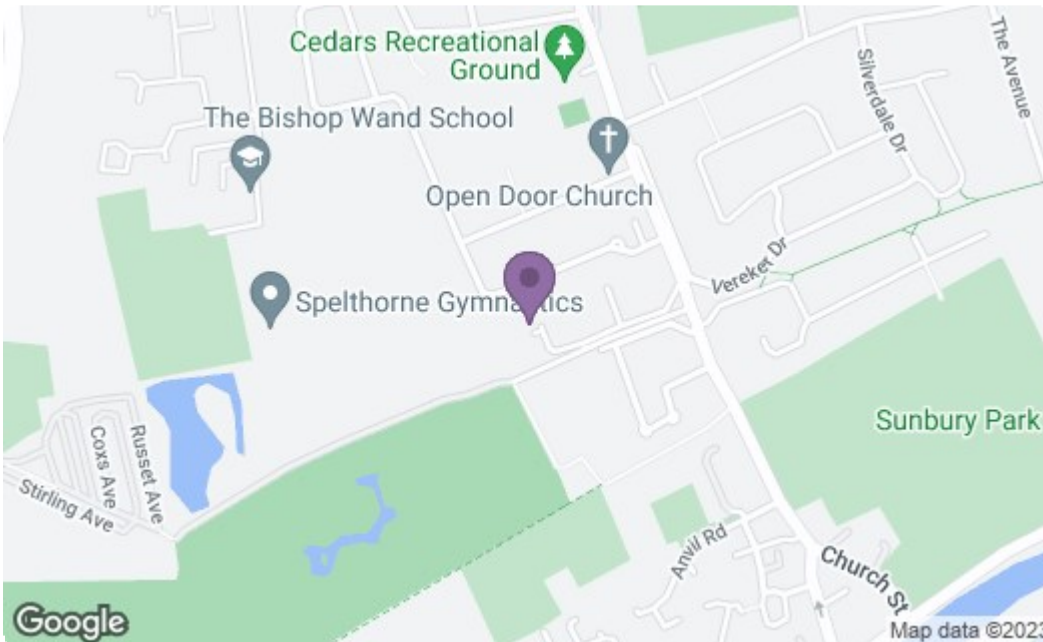 Cedars Recreational
Ground
The Avenue
Silverdale Dr
The Bishop Wand School
Open Door Church
Vereker Dr
Spelthorne Gymnastics
Sunbury Park
Coxs Ave
Russet Ave
Stirling Ave
Anvil Rd
Church St
Google
Map data ©2023